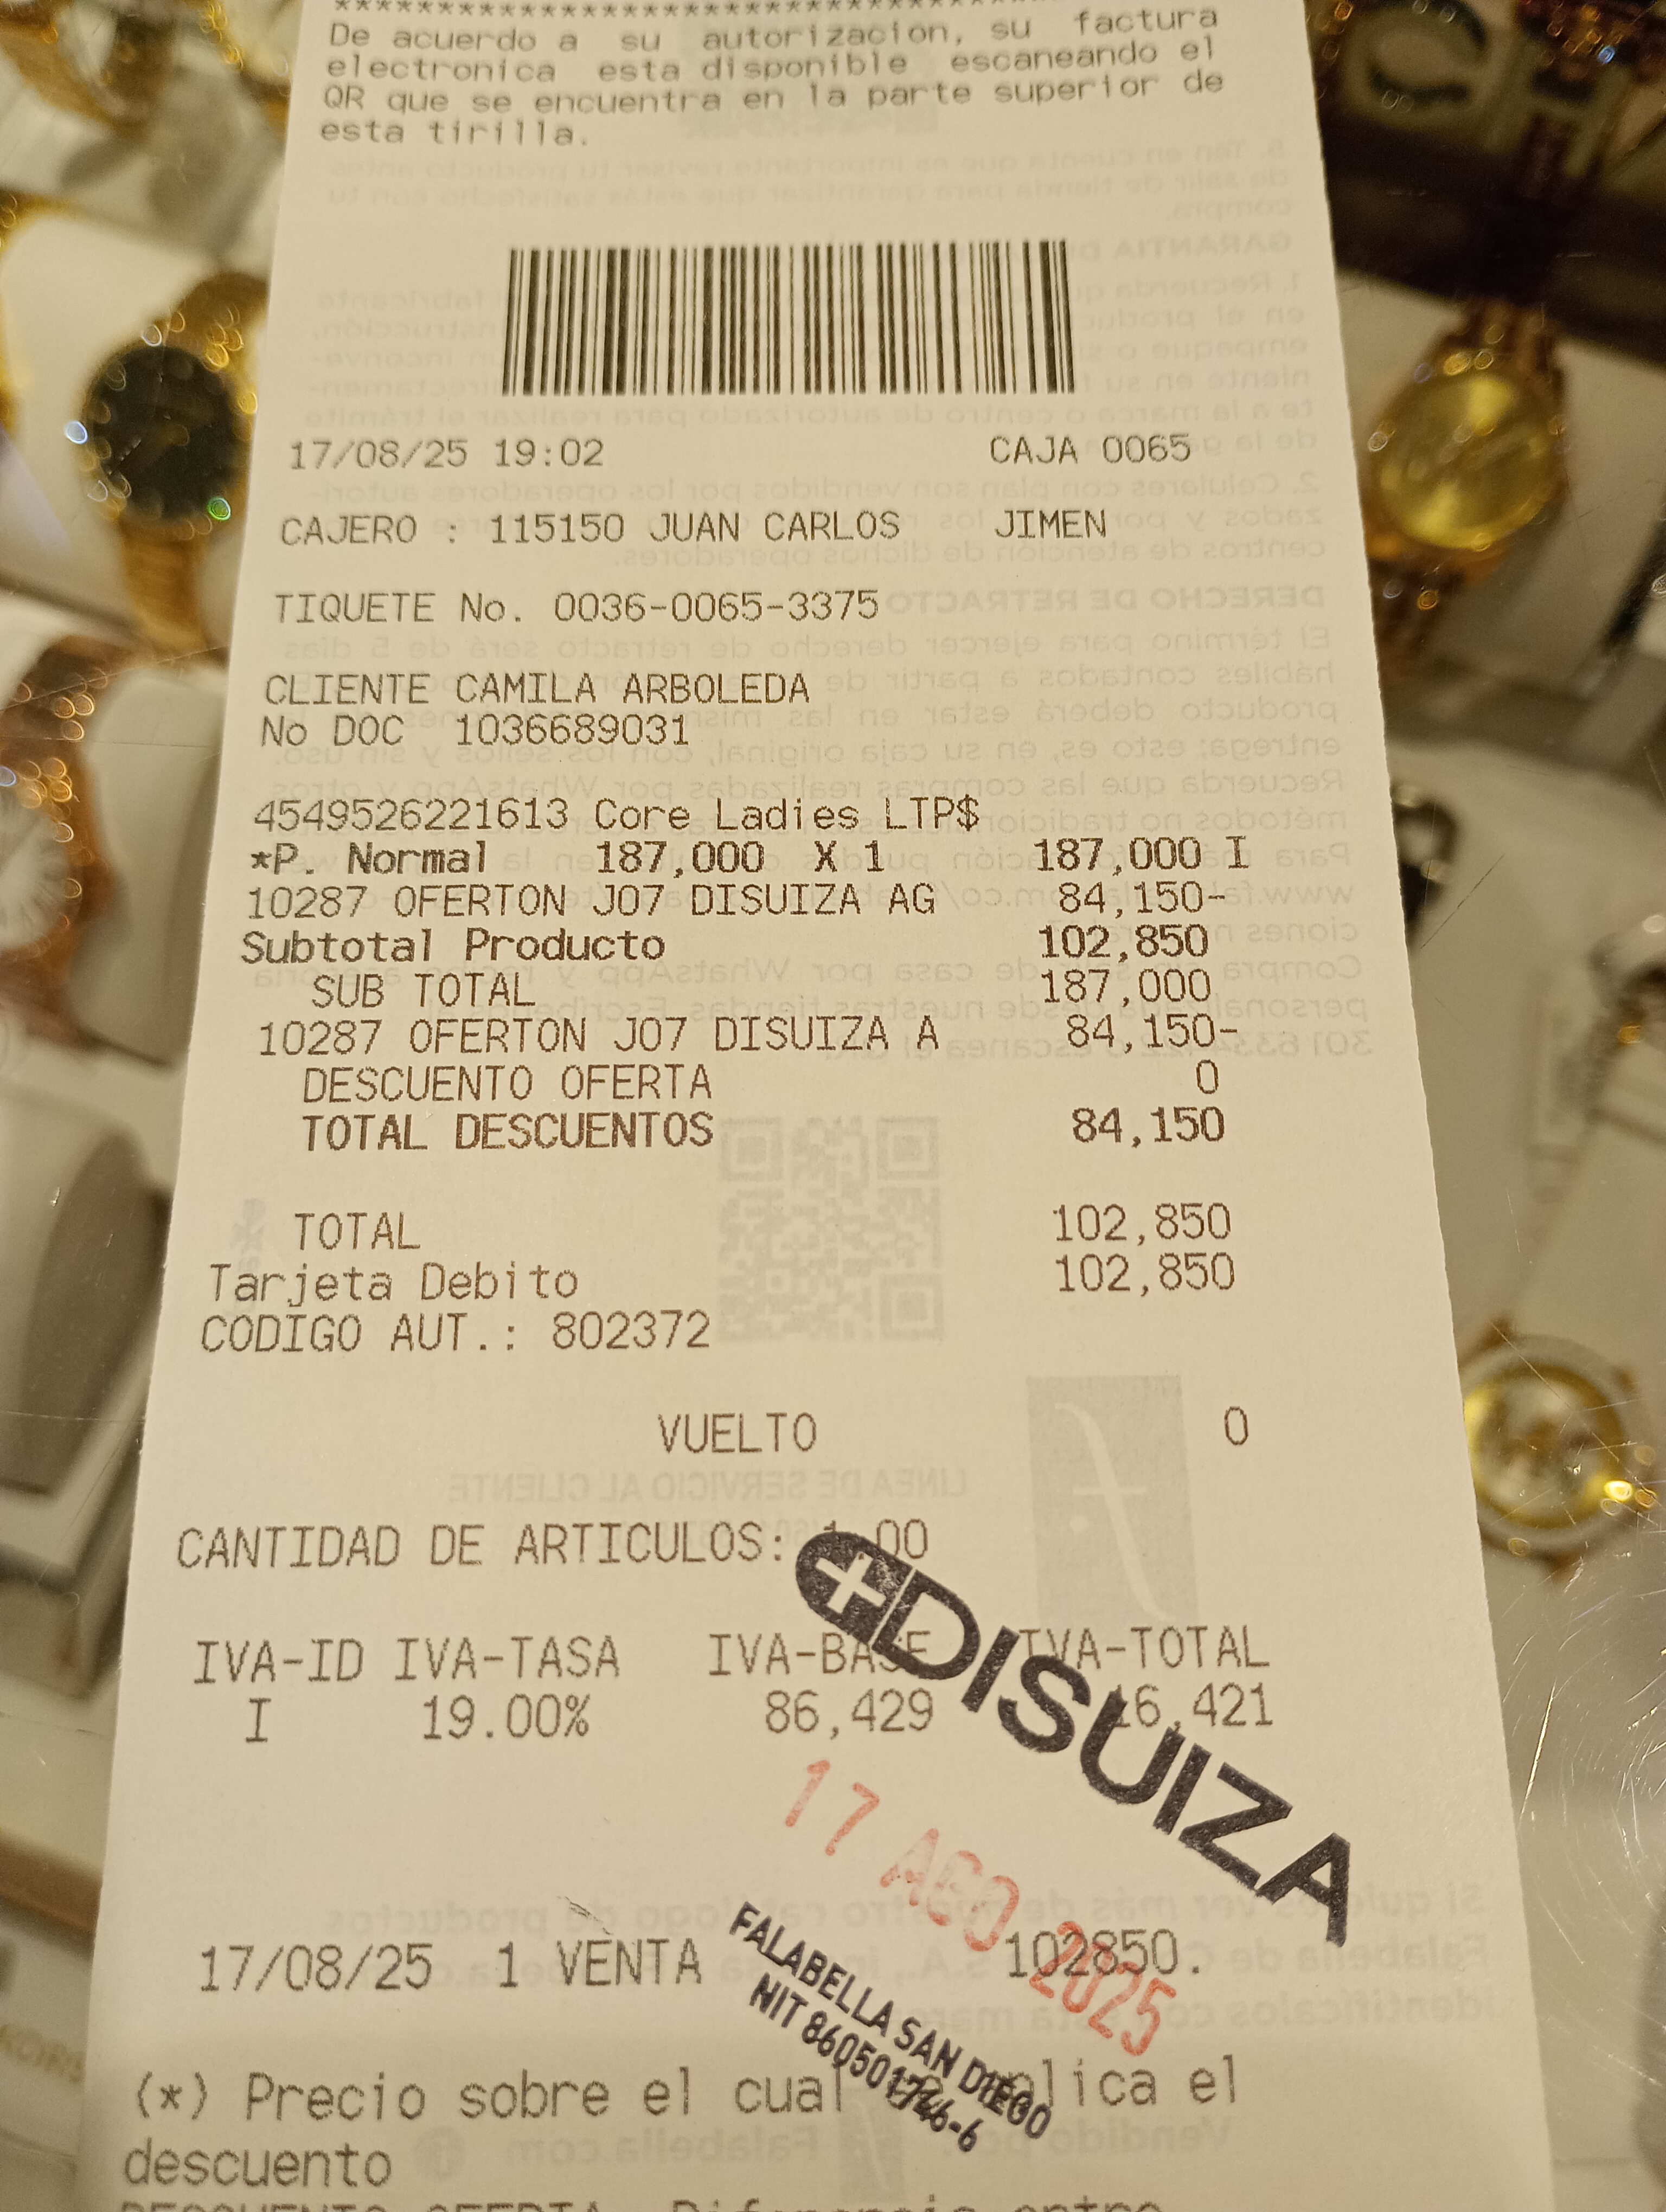 ************************************
De acuerdo a su autorizacion, su factura
electronica esta disponible escaneando el
QR que se encuentra en la parte superior de
esta tirilla.
17/08/25 19:02 CAJA 0065
CAJERO : 115150 JUAN CARLOS JIMEN
TIQUETE No. 0036-0065-3375
CLIENTE CAMILA ARBOLEDA
No DOC 1036689031
4549526221613 Core Ladies LTP$
*P. Normal 187,000 X 1 187,000 I
10287 OFERTON J07 DISUIZA AG 84,150-
Subtotal Producto 102,850
SUB TOTAL 187,000
10287 OFERTON J07 DISUIZA A 84,150-
DESCUENTO OFERTA 0
TOTAL DESCUENTOS 84,150
TOTAL 102,850
Tarjeta Debito 102,850
CODIGO AUT.: 802372
VUELTO 0
CANTIDAD DE ARTICULOS: 1.00
IVA-ID IVA-TASA IVA-BASE IVA-TOTAL
I 19.00% 86,429 16,421
DISUIZA
17 AGO 2025
17/08/25 1 VENTA 102850.
FALABELLA SAN DIEGO
NIT 860501746-6
(*) Precio sobre el cual el
descuento